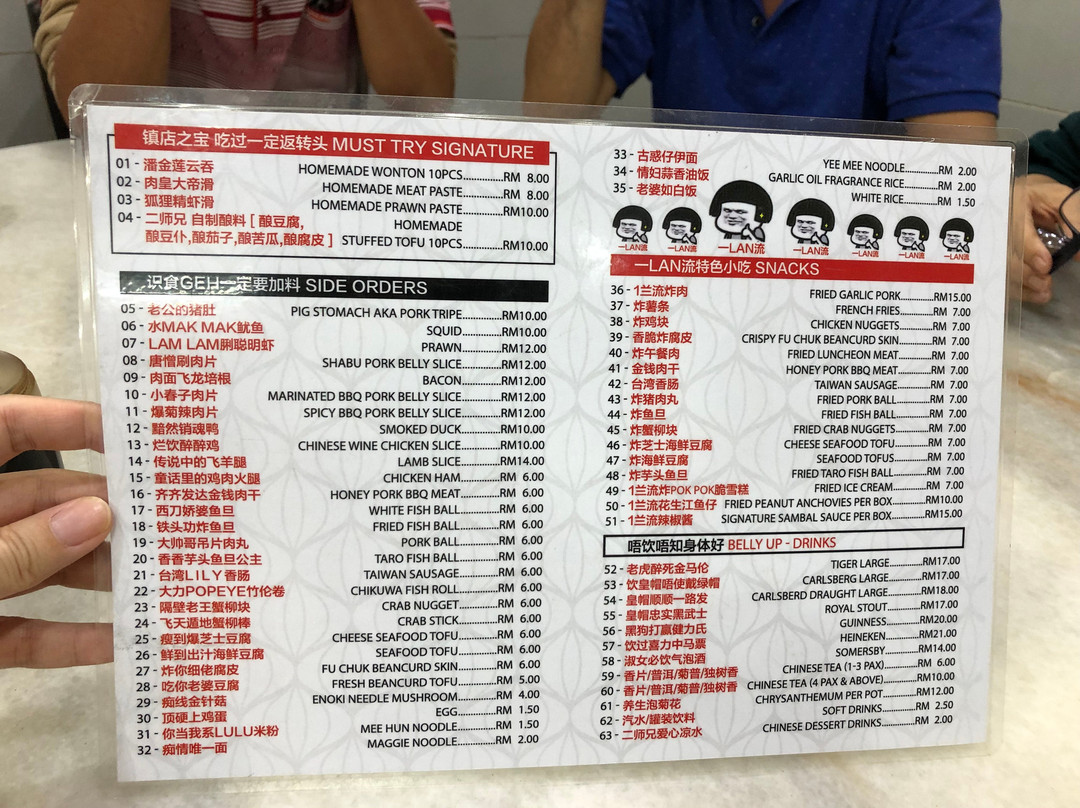 镇店之宝 吃过一定返转头 MUST TRY SIGNATURE
01 - 潘金莲云吞 HOMEMADE WONTON 10PCS..............RM 8.00
02 - 肉皇大帝滑 HOMEMADE MEAT PASTE..............RM 8.00
03 - 狐狸精虾滑 HOMEMADE PRAWN PASTE..............RM10.00
04 - 二师兄 自制酿料 [ 酿豆腐, HOMEMADE
酿豆仆,酿茄子,酿苦瓜,酿腐皮 ] STUFFED TOFU 10PCS..............RM10.00
识食GEH一定要加料 SIDE ORDERS
05 - 老公的猪肚 PIG STOMACH AKA PORK TRIPE..............RM10.00
06 - 水MAK MAK鱿鱼 SQUID..............RM10.00
07 - LAM LAM脷聪明虾 PRAWN..............RM12.00
08 - 唐僧刷肉片 SHABU PORK BELLY SLICE..............RM12.00
09 - 肉面飞龙培根 BACON..............RM12.00
10 - 小春子肉片 MARINATED BBQ PORK BELLY SLICE..............RM12.00
11 - 爆菊辣肉片 SPICY BBQ PORK BELLY SLICE..............RM12.00
12 - 黯然销魂鸭 SMOKED DUCK..............RM10.00
13 - 烂饮醉醉鸡 CHINESE WINE CHICKEN SLICE..............RM10.00
14 - 传说中的飞羊腿 LAMB SLICE..............RM14.00
15 - 童话里的鸡肉火腿 CHICKEN HAM..............RM 6.00
16 - 齐齐发达金钱肉干 HONEY PORK BBQ MEAT..............RM 6.00
17 - 西刀娇婆鱼旦 WHITE FISH BALL..............RM 6.00
18 - 铁头功炸鱼旦 FRIED FISH BALL..............RM 6.00
19 - 大帅哥吊片肉丸 PORK BALL..............RM 6.00
20 - 香香芋头鱼旦公主 TARO FISH BALL..............RM 6.00
21 - 台湾LILY香肠 TAIWAN SAUSAGE..............RM 6.00
22 - 大力POPEYE竹伦卷 CHIKUWA FISH ROLL..............RM 6.00
23 - 隔壁老王蟹柳块 CRAB NUGGET..............RM 6.00
24 - 飞天遁地蟹柳棒 CRAB STICK..............RM 6.00
25 - 瘦到爆芝士豆腐 CHEESE SEAFOOD TOFU..............RM 6.00
26 - 鲜到出汁海鲜豆腐 SEAFOOD TOFU..............RM 6.00
27 - 炸你细佬腐皮 FU CHUK BEANCURD SKIN..............RM 6.00
28 - 吃你老婆豆腐 FRESH BEANCURD TOFU..............RM 5.00
29 - 痴线金针菇 ENOKI NEEDLE MUSHROOM..............RM 4.00
30 - 顶硬上鸡蛋 EGG..............RM 1.50
31 - 你当我系LULU米粉 MEE HUN NOODLE..............RM 1.50
32 - 痴情唯一面 MAGGIE NOODLE..............RM 2.00
33 - 古惑仔伊面 YEE MEE NOODLE..............RM 2.00
34 - 情妇蒜香油饭 GARLIC OIL FRAGRANCE RICE..............RM 2.00
35 - 老婆如白饭 WHITE RICE..............RM 1.50
一LAN流 一LAN流 一LAN流 一LAN流 一LAN流 一LAN流 一LAN流
一LAN流特色小吃 SNACKS
36 - 1兰流炸肉 FRIED GARLIC PORK..............RM15.00
37 - 炸薯条 FRENCH FRIES..............RM 7.00
38 - 炸鸡块 CHICKEN NUGGETS..............RM 7.00
39 - 香脆炸腐皮 CRISPY FU CHUK BEANCURD SKIN..............RM 7.00
40 - 炸午餐肉 FRIED LUNCHEON MEAT..............RM 7.00
41 - 金钱肉干 HONEY PORK BBQ MEAT..............RM 7.00
42 - 台湾香肠 TAIWAN SAUSAGE..............RM 7.00
43 - 炸猪肉丸 FRIED PORK BALL..............RM 7.00
44 - 炸鱼旦 FRIED FISH BALL..............RM 7.00
45 - 炸蟹柳块 FRIED CRAB NUGGETS..............RM 7.00
46 - 炸芝士海鲜豆腐 CHEESE SEAFOOD TOFU..............RM 7.00
47 - 炸海鲜豆腐 SEAFOOD TOFUS..............RM 7.00
48 - 炸芋头鱼旦 FRIED TARO FISH BALL..............RM 7.00
49 - 1兰流炸POK POK脆雪糕 FRIED ICE CREAM..............RM 7.00
50 - 1兰流花生江鱼仔 FRIED PEANUT ANCHOVIES PER BOX..............RM10.00
51 - 1兰流辣椒酱 SIGNATURE SAMBAL SAUCE PER BOX..............RM15.00
唔饮唔知身体好 BELLY UP - DRINKS
52 - 老虎醉死金马伦 TIGER LARGE..............RM17.00
53 - 饮皇帽唔使戴绿帽 CARLSBERG LARGE..............RM17.00
54 - 皇帽顺顺一路发 CARLSBERD DRAUGHT LARGE..............RM18.00
55 - 皇帽忠实黑武士 ROYAL STOUT..............RM17.00
56 - 黑狗打赢健力氏 GUINNESS..............RM20.00
57 - 饮过喜力中马票 HEINEKEN..............RM21.00
58 - 淑女必饮气泡酒 SOMERSBY..............RM14.00
59 - 香片/普洱/菊普/独树香 CHINESE TEA (1-3 PAX)..............RM 6.00
60 - 香片/普洱/菊普/独树香 CHINESE TEA (4 PAX & ABOVE)..............RM10.00
61 - 养生泡菊花 CHRYSANTHEMUM PER POT..............RM12.00
62 - 汽水/罐装饮料 SOFT DRINKS..............RM 2.50
63 - 二师兄爱心凉水 CHINESE DESSERT DRINKS..............RM 2.00